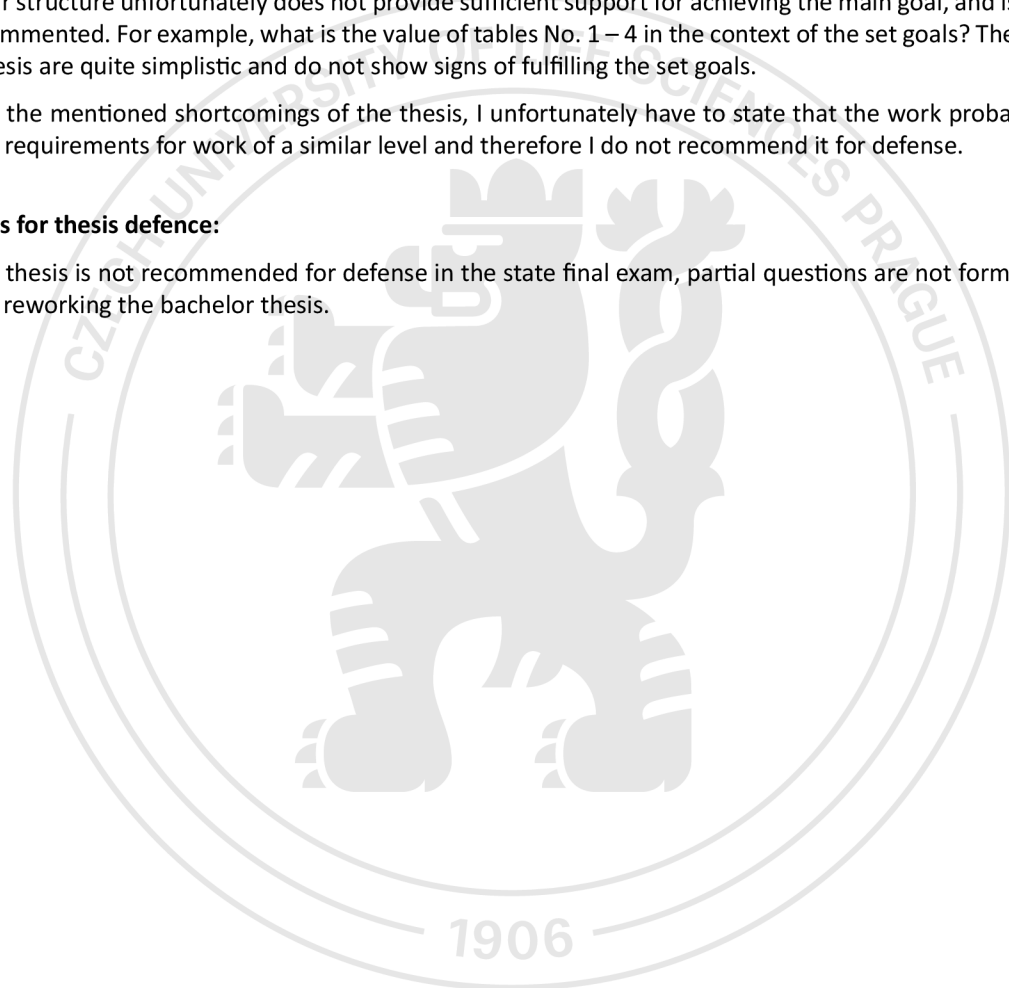 r structure unfortunately does not provide sufficient support for achieving the main goal, and is
mmented. For example, what is the value of tables No. 1 – 4 in the context of the set goals? The
esis are quite simplistic and do not show signs of fulfilling the set goals.
the mentioned shortcomings of the thesis, I unfortunately have to state that the work proba
requirements for work of a similar level and therefore I do not recommend it for defense.
s for thesis defence:
thesis is not recommended for defense in the state final exam, partial questions are not form
reworking the bachelor thesis.
CZECH UNIVERSITY OF LIFE SCIENCES PRAGUE
1906